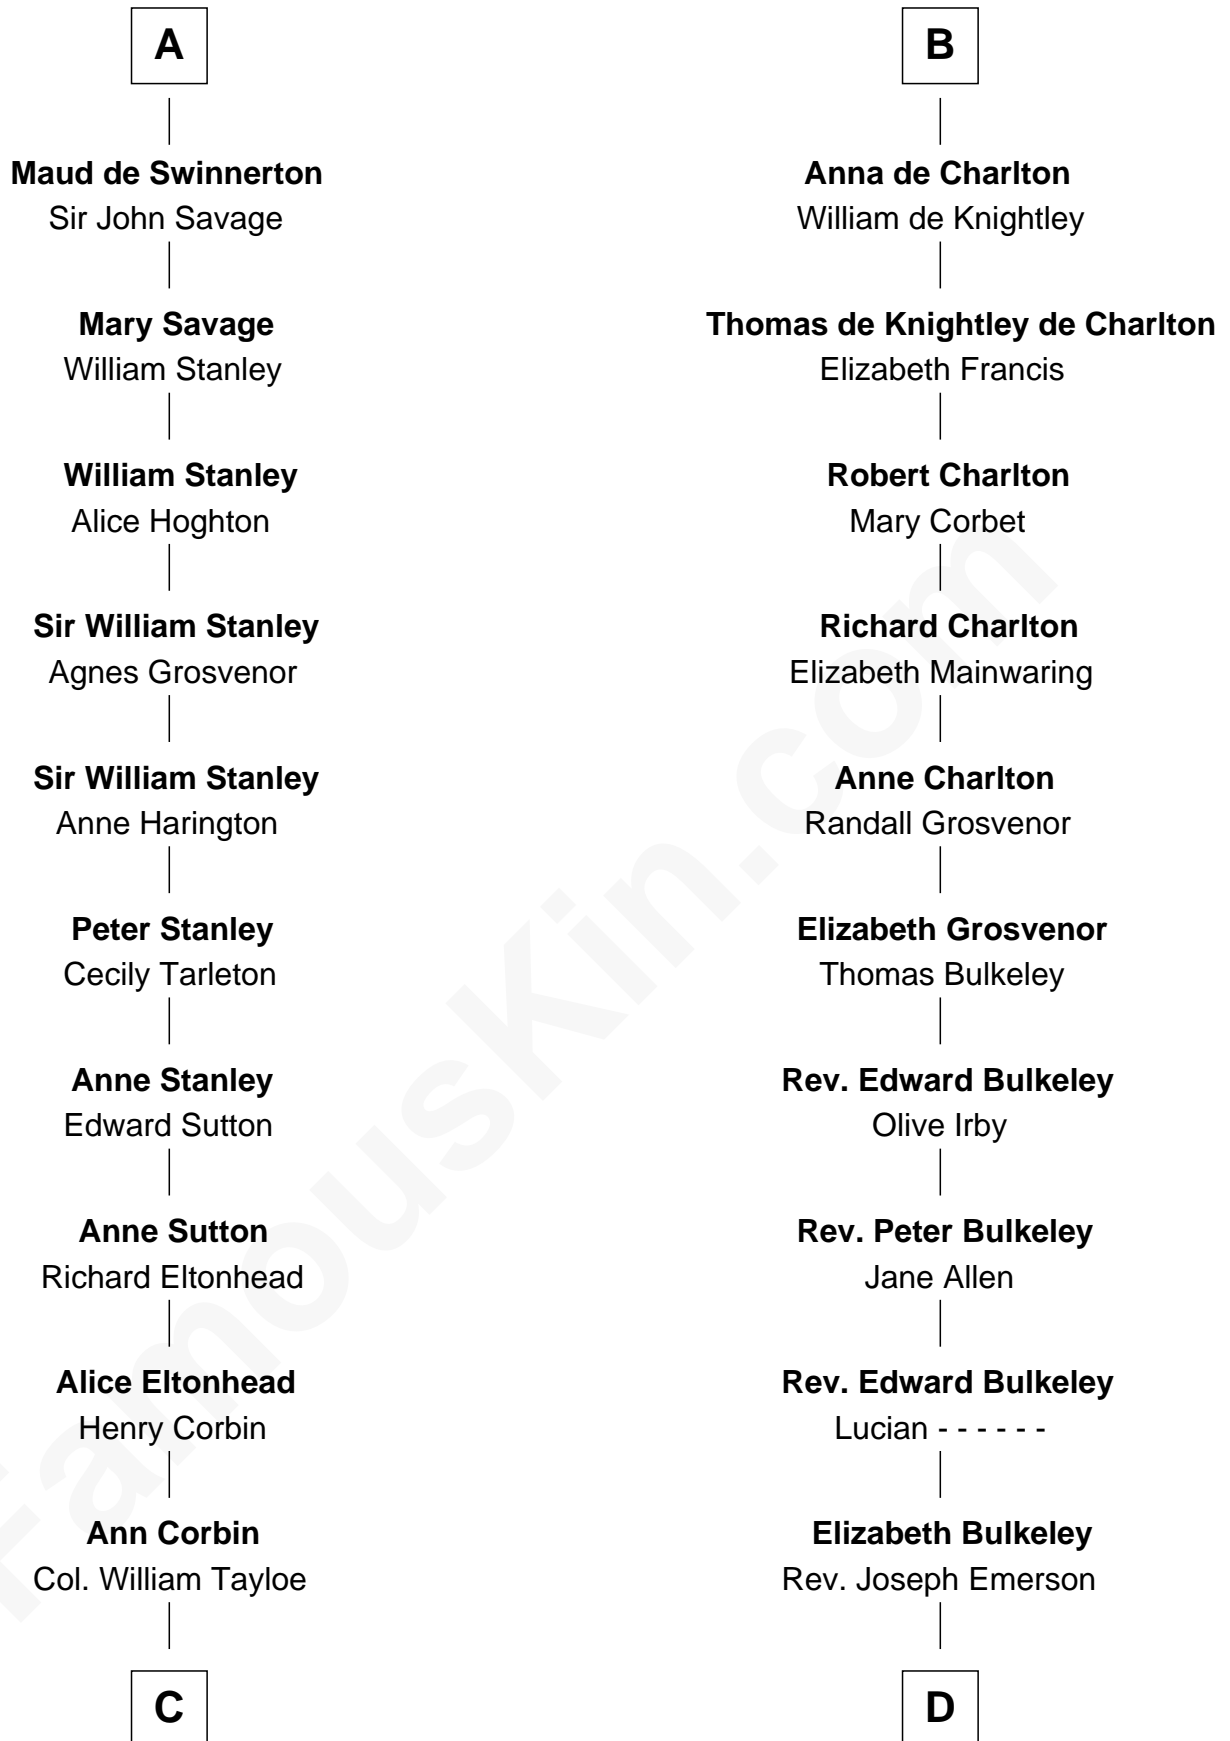 A
Maud de Swinnerton
Sir John Savage
Mary Savage
William Stanley
William Stanley
Alice Hoghton
Sir William Stanley
Agnes Grosvenor
Sir William Stanley
Anne Harington
Peter Stanley
Cecily Tarleton
Anne Stanley
Edward Sutton
Anne Sutton
Richard Eltonhead
Alice Eltonhead
Henry Corbin
Ann Corbin
Col. William Tayloe
C
B
Anna de Charlton
William de Knightley
Thomas de Knightley de Charlton
Elizabeth Francis
Robert Charlton
Mary Corbet
Richard Charlton
Elizabeth Mainwaring
Anne Charlton
Randall Grosvenor
Elizabeth Grosvenor
Thomas Bulkeley
Rev. Edward Bulkeley
Olive Irby
Rev. Peter Bulkeley
Jane Allen
Rev. Edward Bulkeley
Lucian - - - - - -
Elizabeth Bulkeley
Rev. Joseph Emerson
D
FamousKin.com